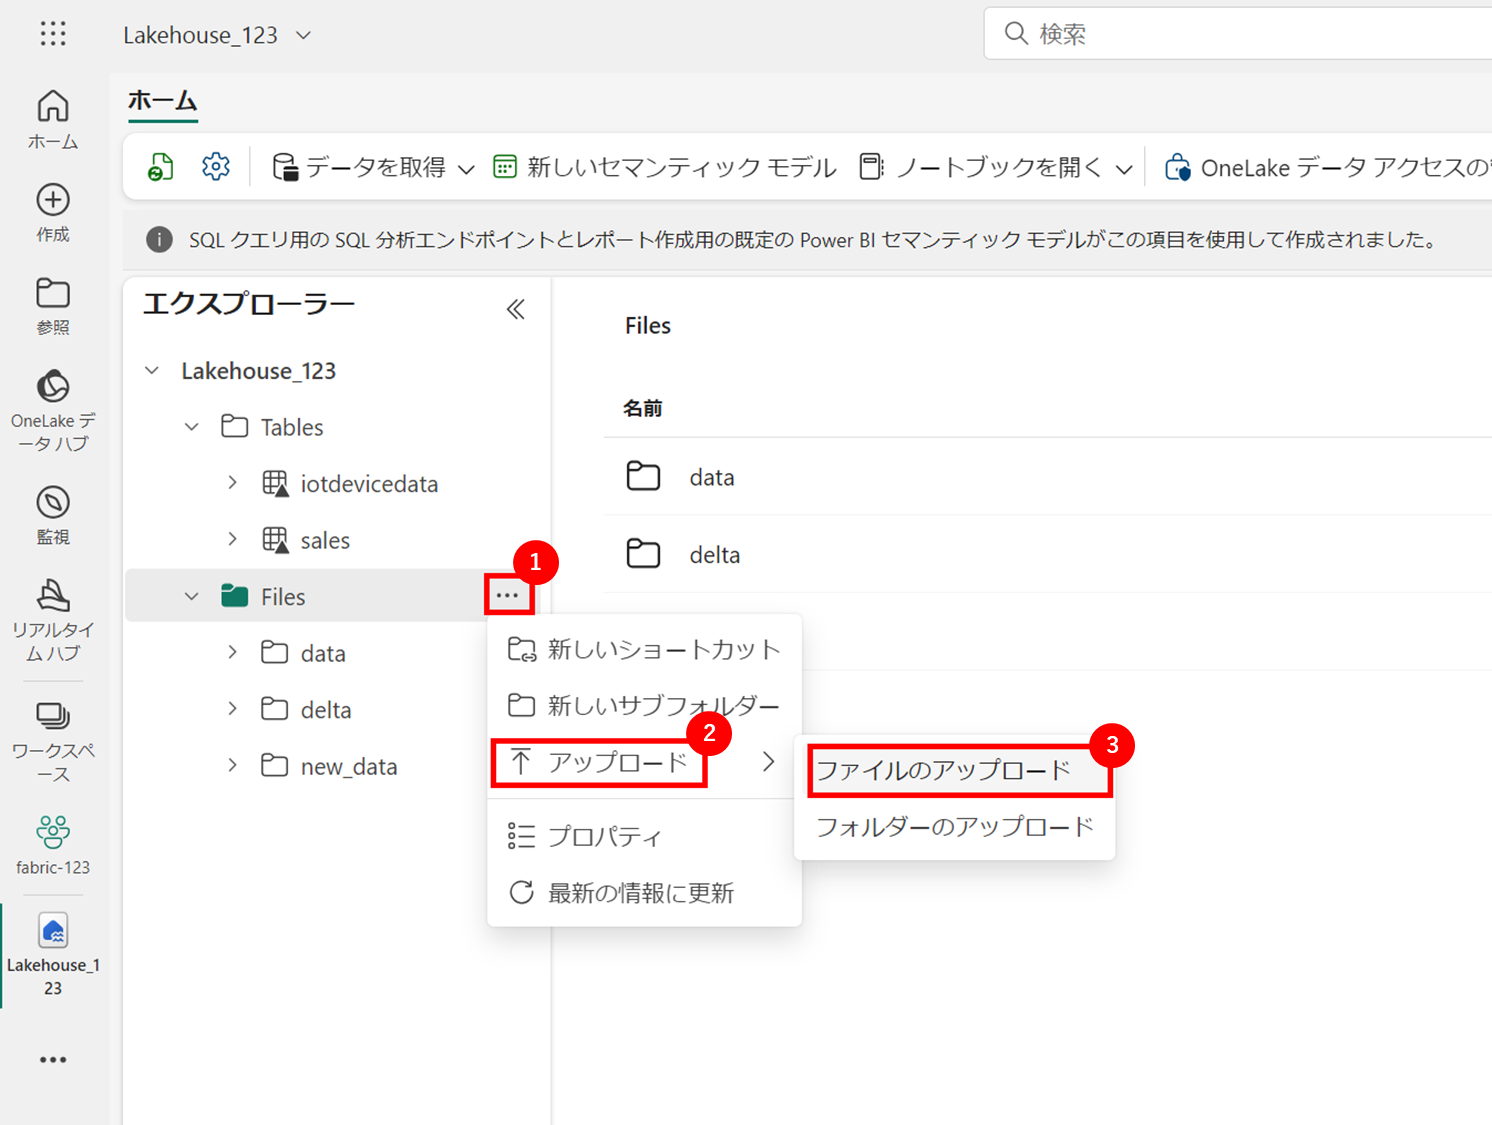 Lakehouse_123
検索
ホーム
作成
参照
OneLake デ
ータ ハブ
監視
リアルタイ
ム ハブ
ワークスペ
ース
fabric-123
Lakehouse_1
23
ホーム
データを取得
新しいセマンティック モデル
ノートブックを開く
OneLake データ アクセスの
SQL クエリ用の SQL 分析エンドポイントとレポート作成用の既定の Power BI セマンティック モデルがこの項目を使用して作成されました。
エクスプローラー
Lakehouse_123
Tables
iotdevicedata
sales
Files
data
delta
new_data
Files
名前
data
delta
1
新しいショートカット
新しいサブフォルダー
2
アップロード
プロパティ
最新の情報に更新
3
ファイルのアップロード
フォルダーのアップロード